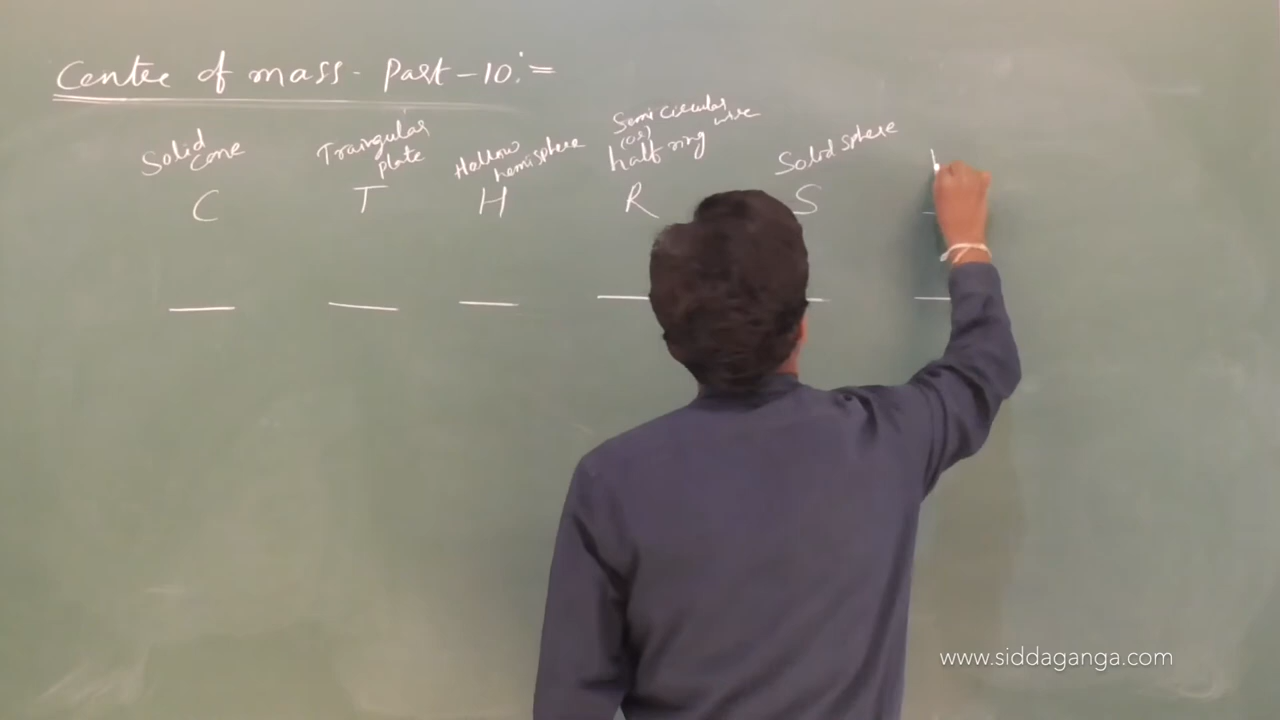 Centre of mass - Part - 10:=
Solid cone
Traingular plate
Hollow hemisphere
Semi circular wire
(or)
half ring
Solid sphere
C T H R S
www.siddaganga.com